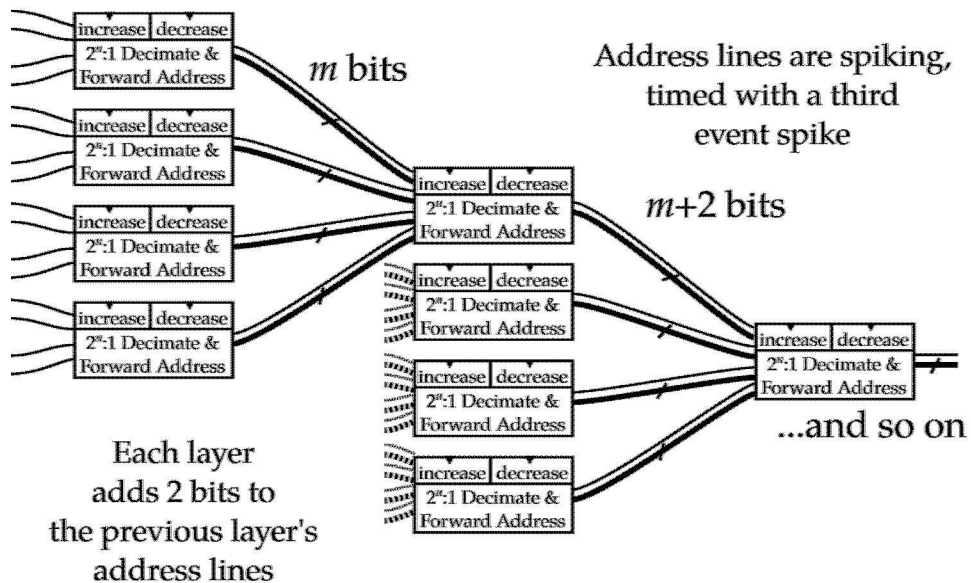 increase decrease
2ⁿ:1 Decimate &
Forward Address
increase decrease
2ⁿ:1 Decimate &
Forward Address
increase decrease
2ⁿ:1 Decimate &
Forward Address
increase decrease
2ⁿ:1 Decimate &
Forward Address
m bits
Address lines are spiking,
timed with a third
event spike
increase decrease
2ⁿ:1 Decimate &
Forward Address
increase decrease
2ⁿ:1 Decimate &
Forward Address
increase decrease
2ⁿ:1 Decimate &
Forward Address
increase decrease
2ⁿ:1 Decimate &
Forward Address
m+2 bits
increase decrease
2ⁿ:1 Decimate &
Forward Address
...and so on
Each layer
adds 2 bits to
the previous layer's
address lines